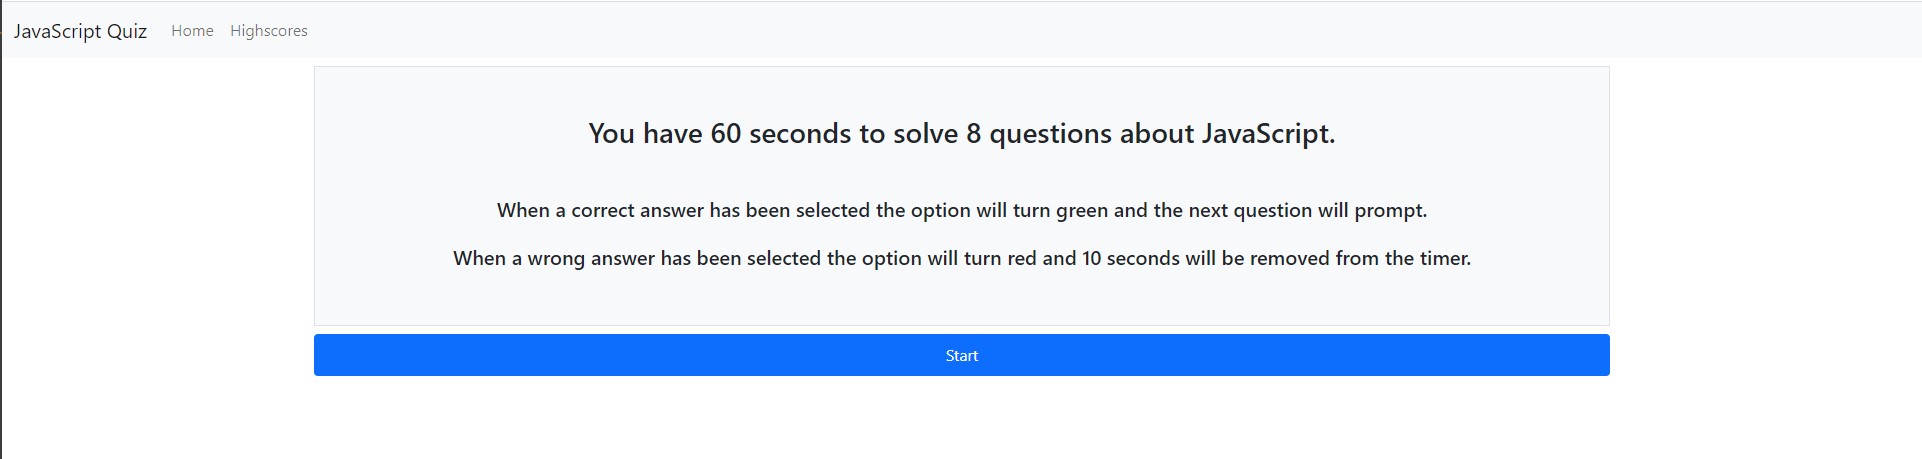 JavaScript Quiz Home Highscores
You have 60 seconds to solve 8 questions about JavaScript.
When a correct answer has been selected the option will turn green and the next question will prompt.
When a wrong answer has been selected the option will turn red and 10 seconds will be removed from the timer.
Start